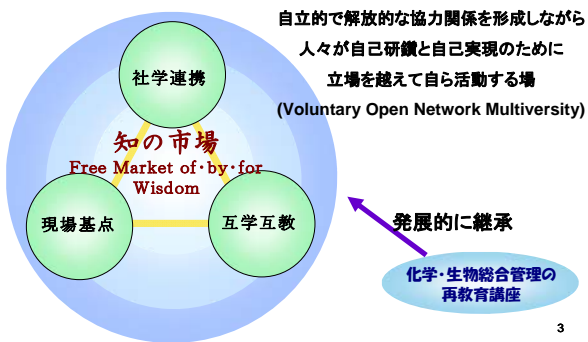 自立的で解放的な協力関係を形成しながら
人々が自己研鑽と自己実現のために
立場を越えて自ら活動する場
(Voluntary Open Network Multiversity)
社学連携
知の市場
Free Market of・by・for
Wisdom
現場基点
互学互教
発展的に継承
化学・生物総合管理の
再教育講座
3